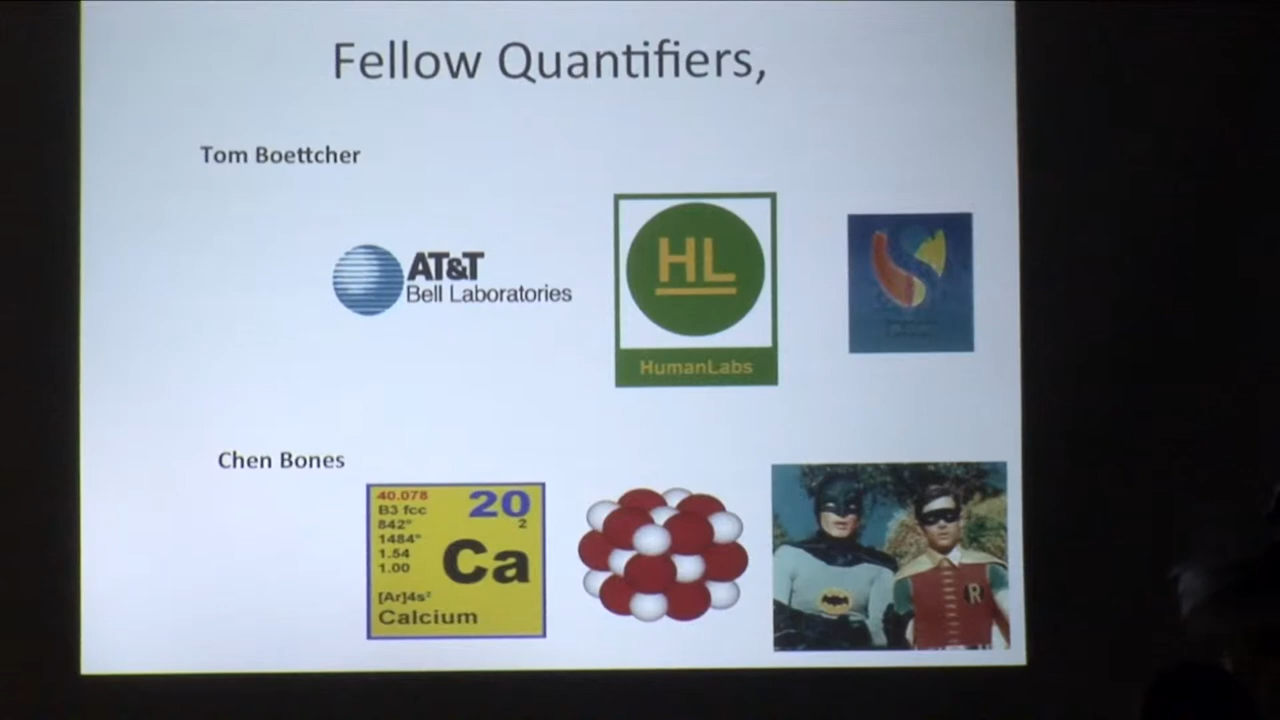 Fellow Quantifiers,
Tom Boettcher
AT&T
Bell Laboratories
HL
HumanLabs
Chen Bones
40.078
20
B3 fcc
2
842°
1484°
1.54
Ca
1.00
[Ar]4s²
Calcium
R